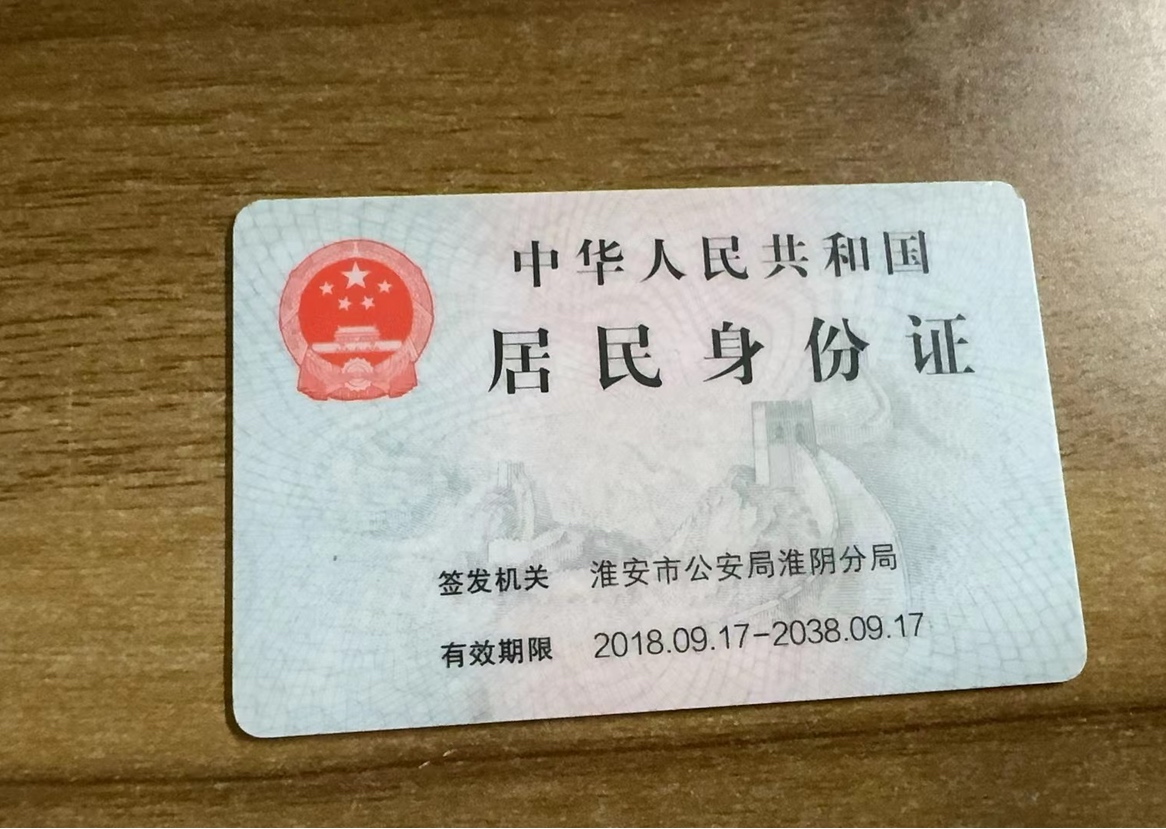 中华人民共和国
居民身份证
签发机关 淮安市公安局淮阴分局
有效期限 2018.09.17-2038.09.17